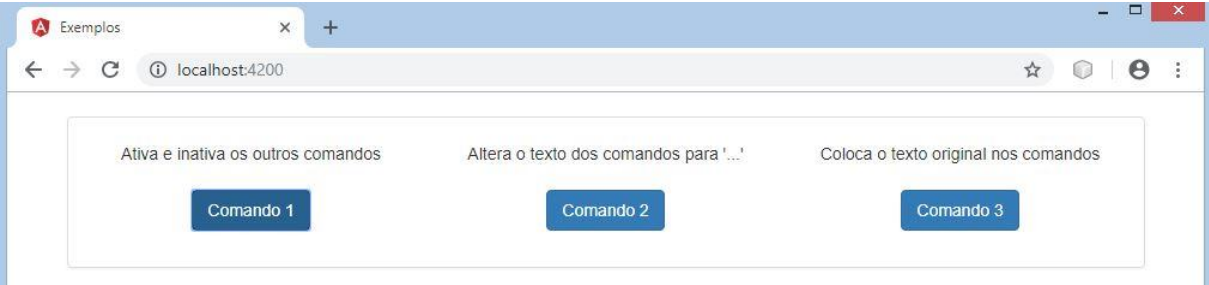 Exemplos
localhost:4200
Ativa e inativa os outros comandos
Altera o texto dos comandos para '...'
Coloca o texto original nos comandos
Comando 1
Comando 2
Comando 3